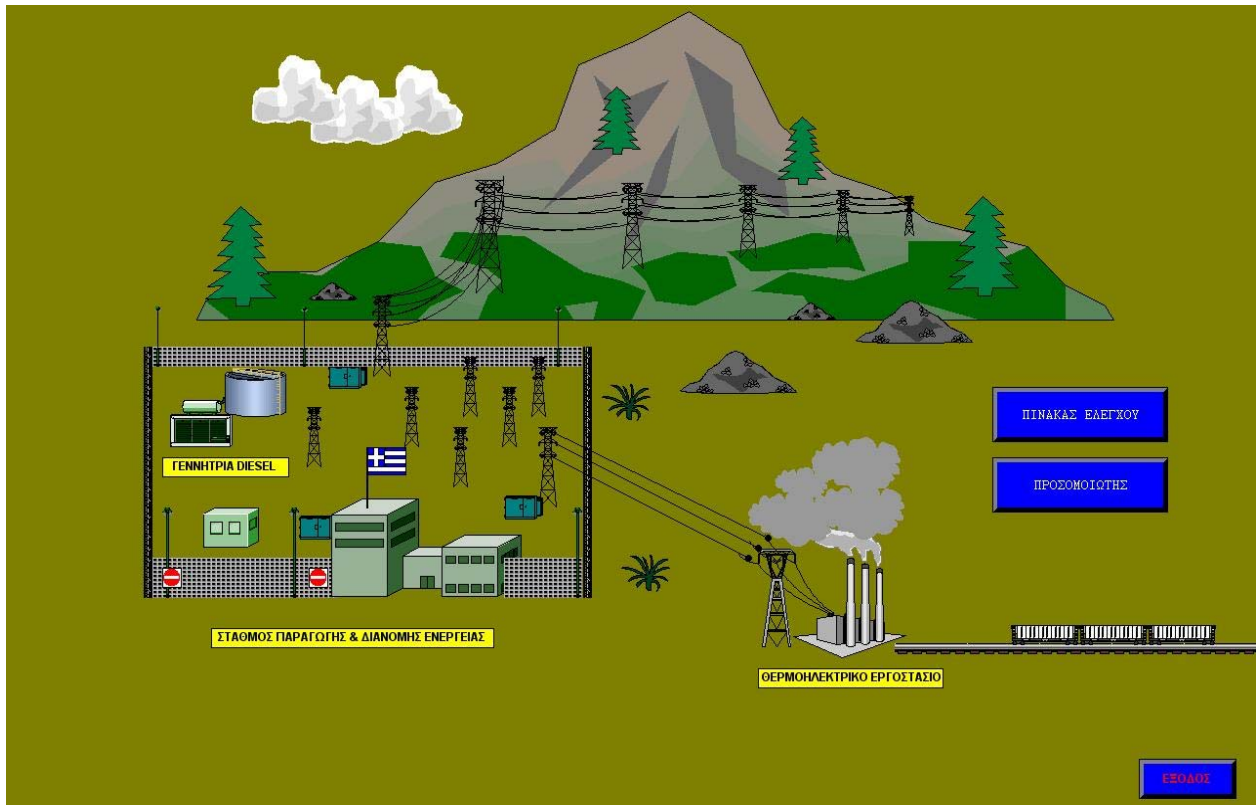 ΠΙΝΑΚΑΣ ΕΛΕΓΧΟΥ
ΓΕΝΝΗΤΡΙΑ DIESEL
ΠΡΟΣΟΜΟΙΩΤΗΣ
ΣΤΑΘΜΟΣ ΠΑΡΑΓΩΓΗΣ & ΔΙΑΝΟΜΗΣ ΕΝΕΡΓΕΙΑΣ
ΘΕΡΜΟΗΛΕΚΤΡΙΚΟ ΕΡΓΟΣΤΑΣΙΟ
ΕΞΟΔΟΣ